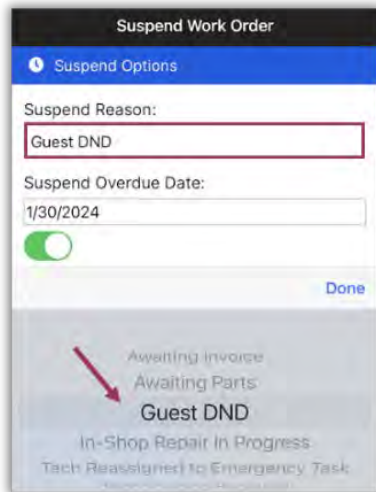 Suspend Work Order
Suspend Options
Suspend Reason:
Guest DND
Suspend Overdue Date:
1/30/2024
Done
Awaiting Invoice
Awaiting Parts
Guest DND
In-Shop Repair In Progress
Tech Reassigned to Emergency Task